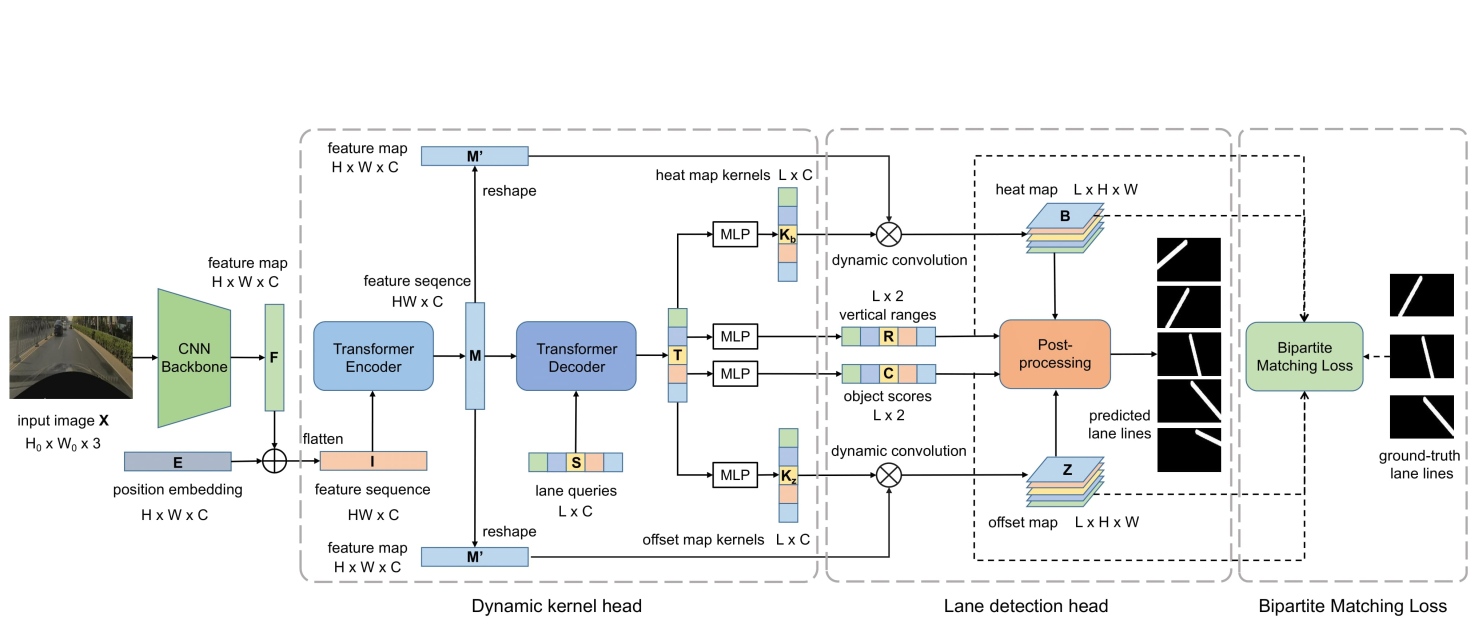 input image X
H₀ x W₀ x 3
CNN
Backbone
feature map
H x W x C
F
E
position embedding
H x W x C
flatten
I
feature sequence
HW x C
feature map
H x W x C
M'
reshape
Transformer
Encoder
feature seqence
HW x C
M
Transformer
Decoder
S
lane queries
L x C
reshape
feature map
H x W x C
M'
T
heat map kernels L x C
MLP
K_b
MLP
MLP
MLP
K_z
offset map kernels L x C
Dynamic kernel head
dynamic convolution
L x 2
vertical ranges
R
C
object scores
L x 2
dynamic convolution
heat map L x H x W
B
Post-
processing
Z
offset map L x H x W
predicted
lane lines
Lane detection head
Bipartite
Matching Loss
ground-truth
lane lines
Bipartite Matching Loss